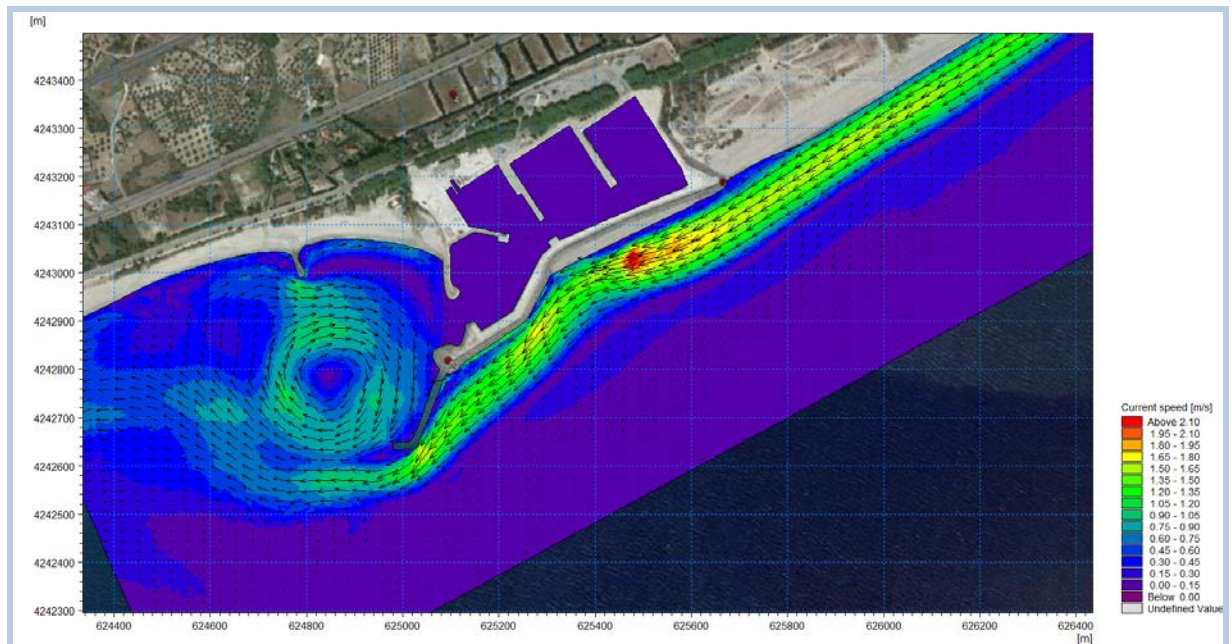 [m]
4243400
4243300
4243200
4243100
4243000
4242900
4242800
4242700
4242600
4242500
4242400
4242300
624400 624600 624800 625000 625200 625400 625600 625800 626000 626200 626400
[m]
Current speed [m/s]
Above 2.10
1.95 - 2.10
1.80 - 1.95
1.65 - 1.80
1.50 - 1.65
1.35 - 1.50
1.20 - 1.35
1.05 - 1.20
0.90 - 1.05
0.75 - 0.90
0.60 - 0.75
0.45 - 0.60
0.30 - 0.45
0.15 - 0.30
0.00 - 0.15
Below 0.00
Undefined Value